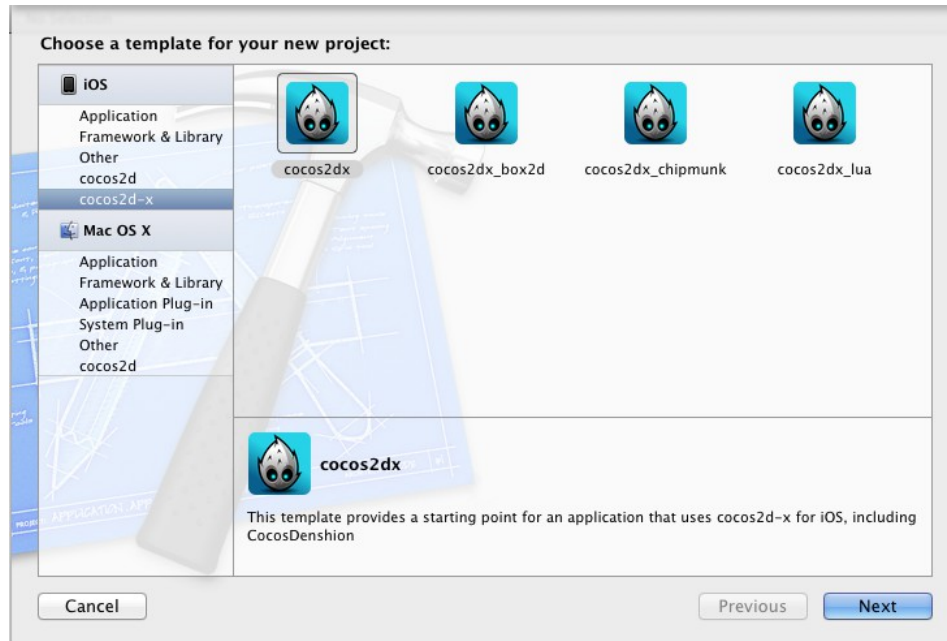 Choose a template for your new project:
iOS
Application
Framework & Library
Other
cocos2d
cocos2d-x
Mac OS X
Application
Framework & Library
Application Plug-in
System Plug-in
Other
cocos2d
cocos2dx
cocos2dx_box2d
cocos2dx_chipmunk
cocos2dx_lua
cocos2dx
This template provides a starting point for an application that uses cocos2d-x for iOS, including
CocosDenshion
Cancel
Previous
Next